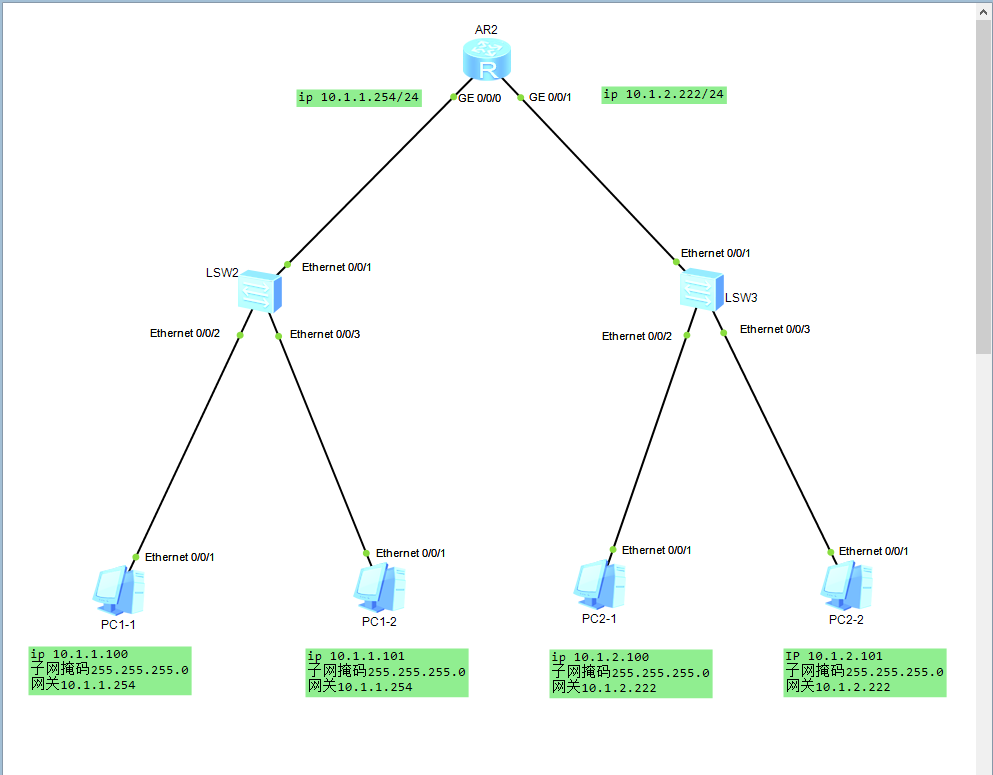 AR2
R
ip 10.1.1.254/24
GE 0/0/0
GE 0/0/1
ip 10.1.2.222/24
LSW2
Ethernet 0/0/1
Ethernet 0/0/1
LSW3
Ethernet 0/0/2
Ethernet 0/0/3
Ethernet 0/0/2
Ethernet 0/0/3
Ethernet 0/0/1
Ethernet 0/0/1
Ethernet 0/0/1
Ethernet 0/0/1
PC1-1
PC1-2
PC2-1
PC2-2
ip 10.1.1.100
子网掩码255.255.255.0
网关10.1.1.254
ip 10.1.1.101
子网掩码255.255.255.0
网关10.1.1.254
ip 10.1.2.100
子网掩码255.255.255.0
网关10.1.2.222
IP 10.1.2.101
子网掩码255.255.255.0
网关10.1.2.222